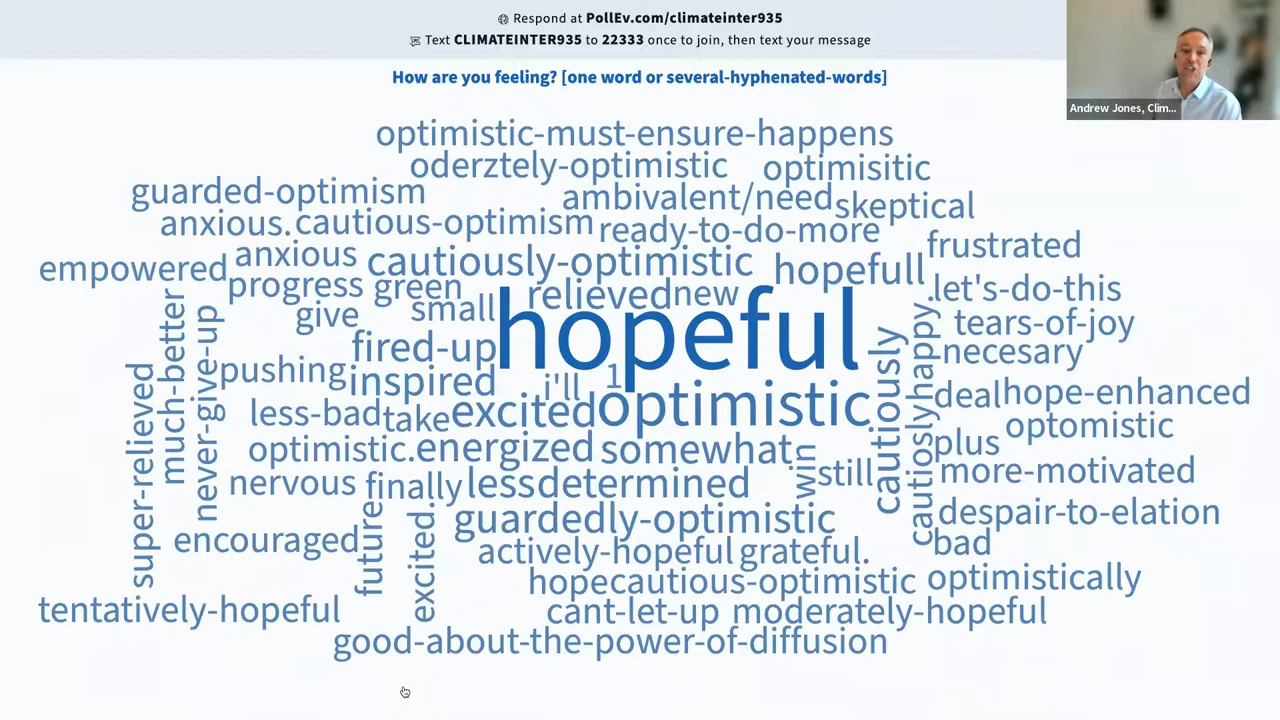 Respond at PollEv.com/climateinter935
Text CLIMATEINTER935 to 22333 once to join, then text your message
How are you feeling? [one word or several-hyphenated-words]
Andrew Jones, Clim...
optimistic-must-ensure-happens
oderztely-optimistic optimisitic
guarded-optimism ambivalent/need skeptical
anxious. cautious-optimism ready-to-do-more frustrated
empowered anxious cautiously-optimistic hopefull
progress green relieved new let's-do-this
give small hopeful tears-of-joy
fired-up necesary
pushing inspired i'll 1 deal hope-enhanced
less-bad take excited optimistic optomistic
optimistic. energized somewhat plus
nervous finally less determined still more-motivated
guardedly-optimistic despair-to-elation
encouraged actively-hopeful grateful. bad
hope cautious-optimistic optimistically
tentatively-hopeful cant-let-up moderately-hopeful
good-about-the-power-of-diffusion
super-relieved
much-better
never-give-up
future
excited.
win
cautiously
cautiosly
happy.